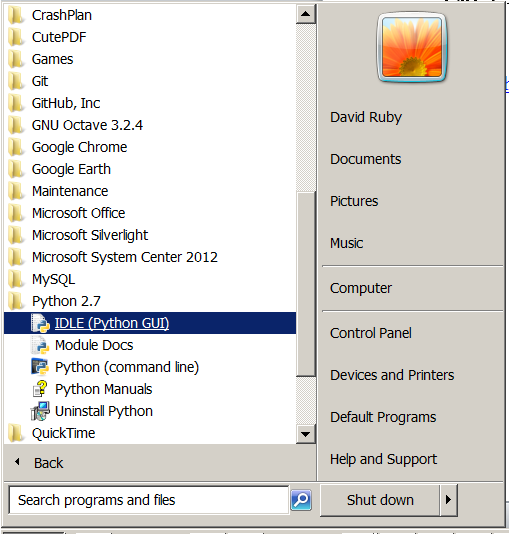 CrashPlan
CutePDF
Games
Git
GitHub, Inc
GNU Octave 3.2.4
Google Chrome
Google Earth
Maintenance
Microsoft Office
Microsoft Silverlight
Microsoft System Center 2012
MySQL
Python 2.7
IDLE (Python GUI)
Module Docs
Python (command line)
Python Manuals
Uninstall Python
QuickTime
Back
Search programs and files
David Ruby
Documents
Pictures
Music
Computer
Control Panel
Devices and Printers
Default Programs
Help and Support
Shut down